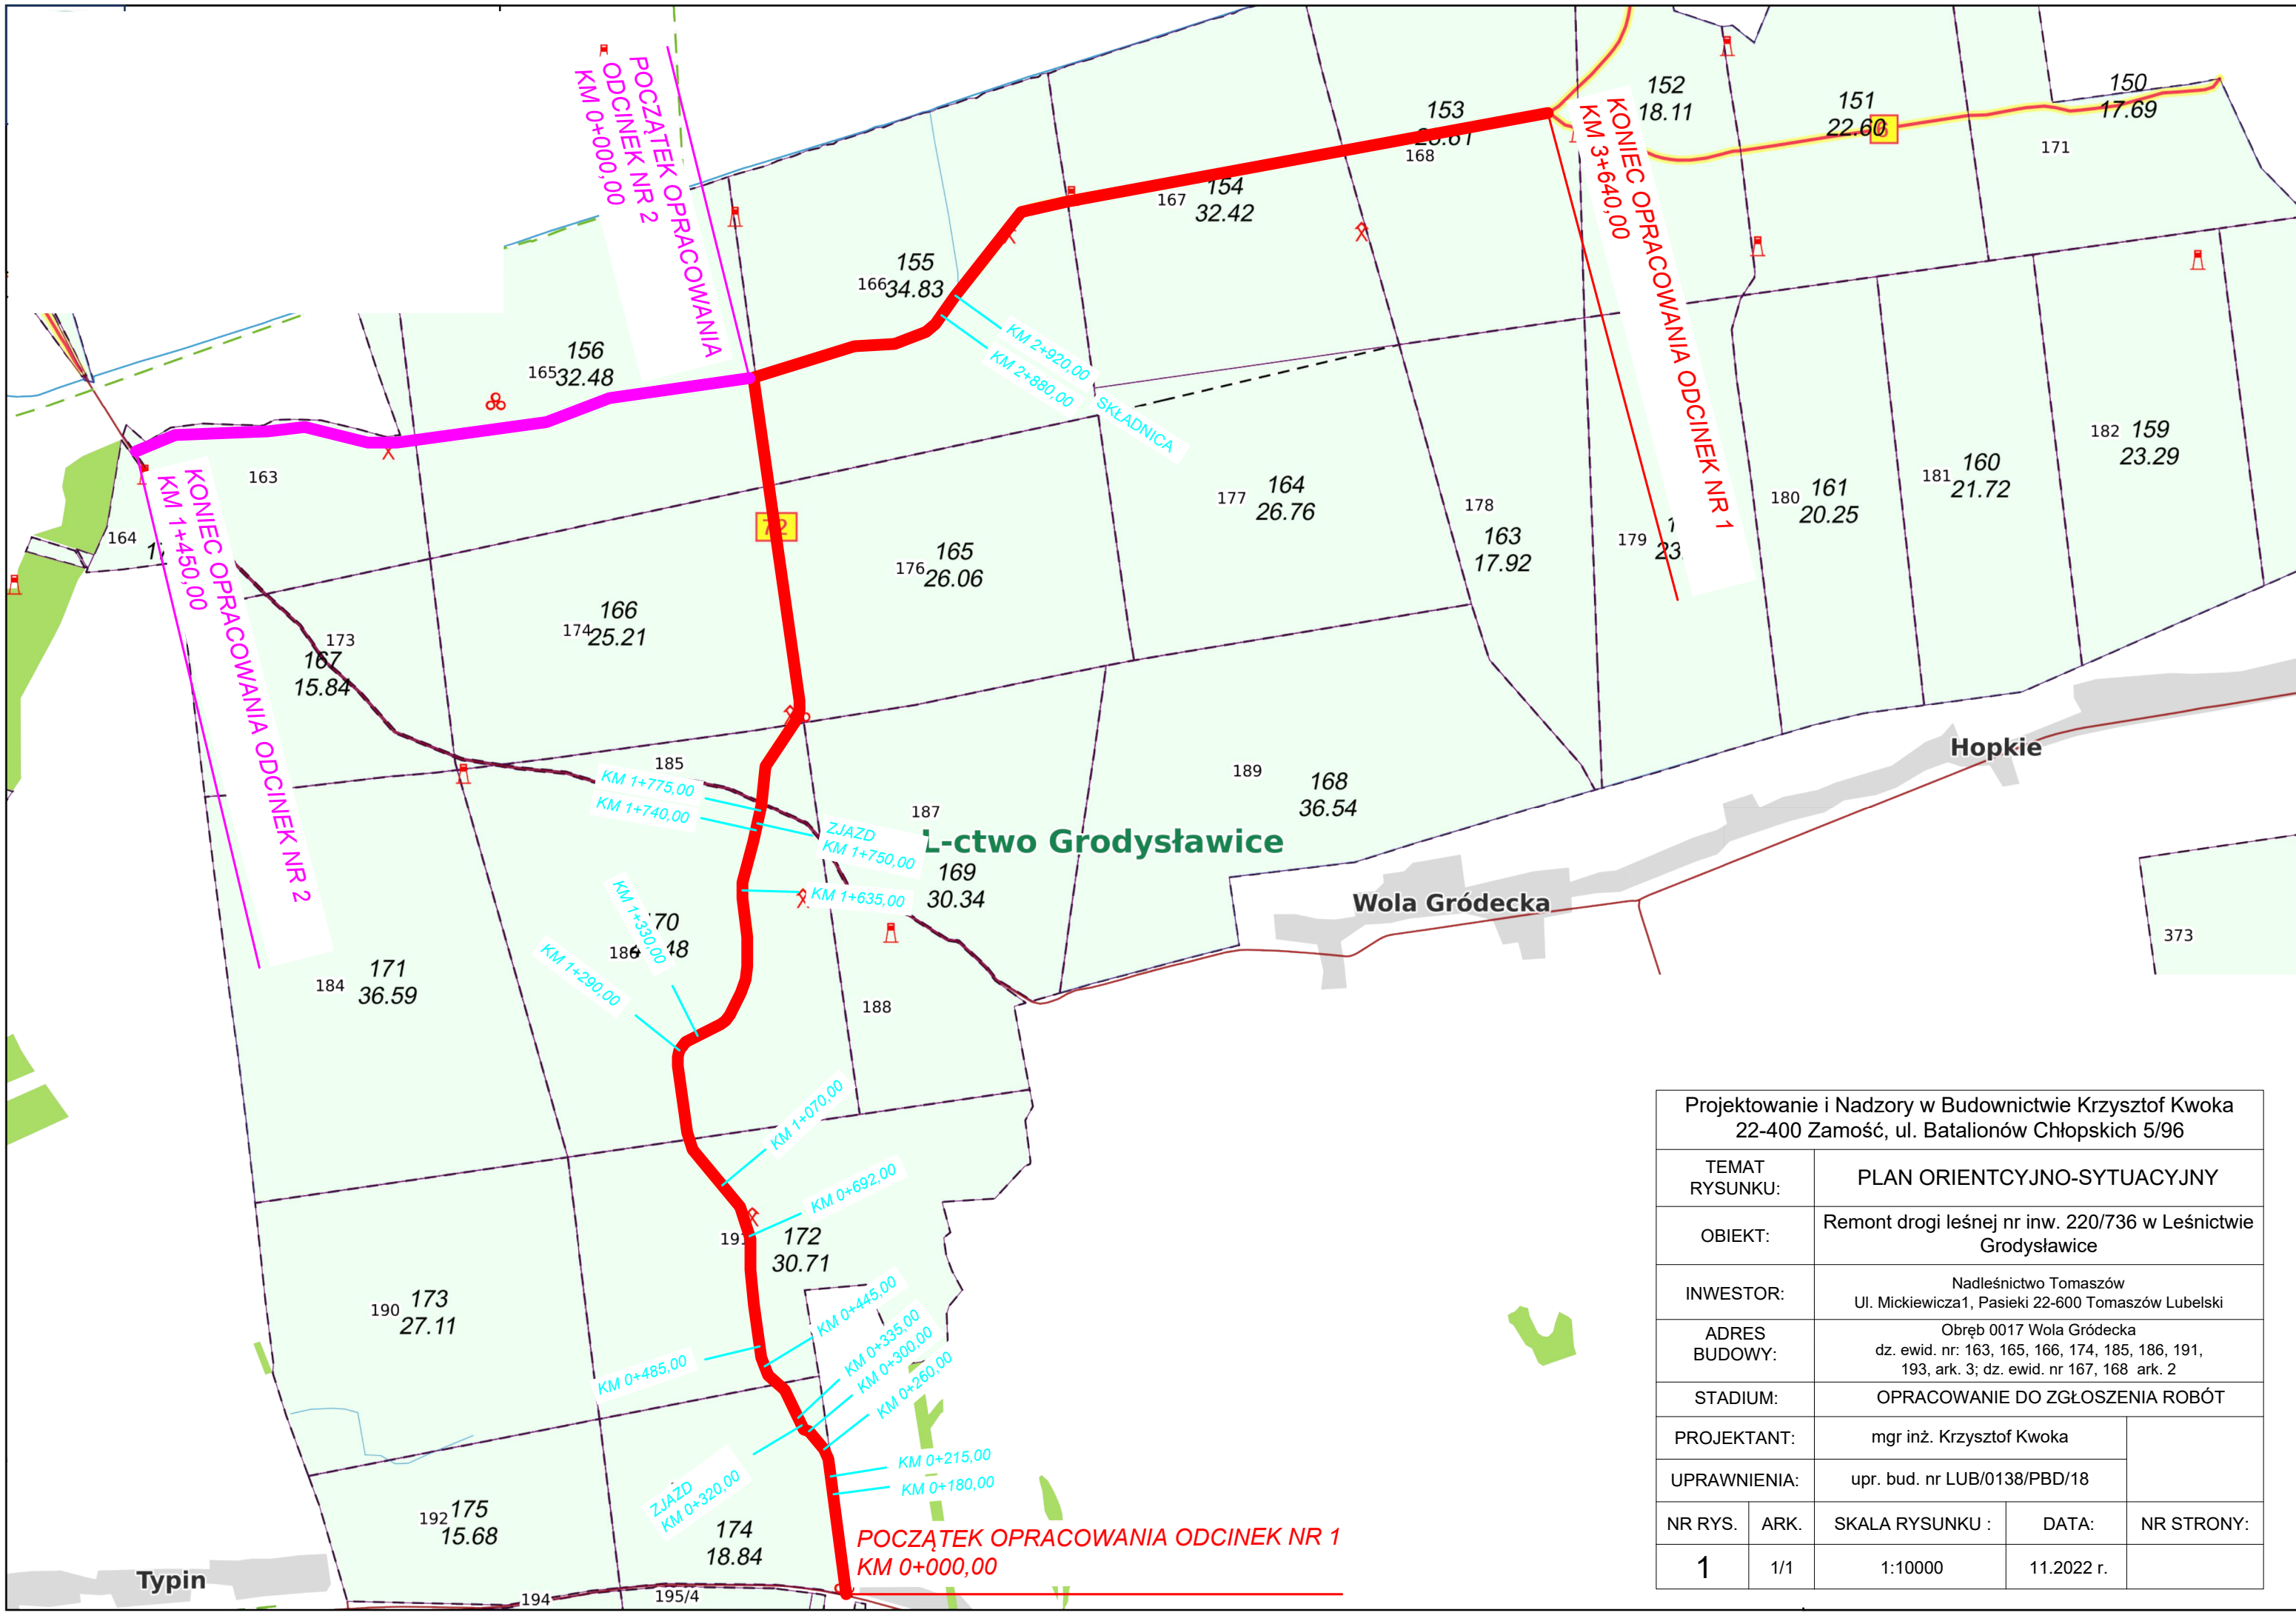 POCZĄTEK OPRACOWANIA
ODCINEK NR 2
KM 0+000,00
KONIEC OPRACOWANIA ODCINEK NR 1
KM 3+640,00
152
18.11
151
22.60
6
150
17.69
171
153
168
154
32.42
167
155
34.83
166
156
32.48
165
KM 2+920,00
KM 2+880,00
SKŁADNICA
KONIEC OPRACOWANIA ODCINEK NR 2
KM 1+450,00
163
164
72
164
26.76
177
178
163
17.92
179
161
20.25
180
160
21.72
181
159
23.29
182
165
26.06
176
166
25.21
174
173
167
15.84
185
KM 1+775,00
KM 1+740,00
ZJAZD
KM 1+750,00
KM 1+635,00
187
189
168
36.54
L-ctwo Grodysławice
169
30.34
Hopkie
Wola Gródecka
373
KM 1+330,00
KM 1+290,00
186
171
36.59
184
188
KM 1+070,00
KM 0+692,00
191
172
30.71
173
27.11
190
KM 0+445,00
KM 0+485,00
KM 0+335,00
KM 0+300,00
KM 0+260,00
KM 0+215,00
KM 0+180,00
ZJAZD
KM 0+320,00
175
15.68
192
174
18.84
POCZĄTEK OPRACOWANIA ODCINEK NR 1
KM 0+000,00
Typin
194
195/4
Projektowanie i Nadzory w Budownictwie Krzysztof Kwoka
22-400 Zamość, ul. Batalionów Chłopskich 5/96
TEMAT
RYSUNKU:
PLAN ORIENTCYJNO-SYTUACYJNY
OBIEKT:
Remont drogi leśnej nr inw. 220/736 w Leśnictwie
Grodysławice
INWESTOR:
Nadleśnictwo Tomaszów
Ul. Mickiewicza1, Pasieki 22-600 Tomaszów Lubelski
ADRES
BUDOWY:
Obręb 0017 Wola Gródecka
dz. ewid. nr: 163, 165, 166, 174, 185, 186, 191,
193, ark. 3; dz. ewid. nr 167, 168 ark. 2
STADIUM:
OPRACOWANIE DO ZGŁOSZENIA ROBÓT
PROJEKTANT:
mgr inż. Krzysztof Kwoka
UPRAWNIENIA:
upr. bud. nr LUB/0138/PBD/18
NR RYS.
ARK.
SKALA RYSUNKU :
DATA:
NR STRONY:
1
1/1
1:10000
11.2022 r.